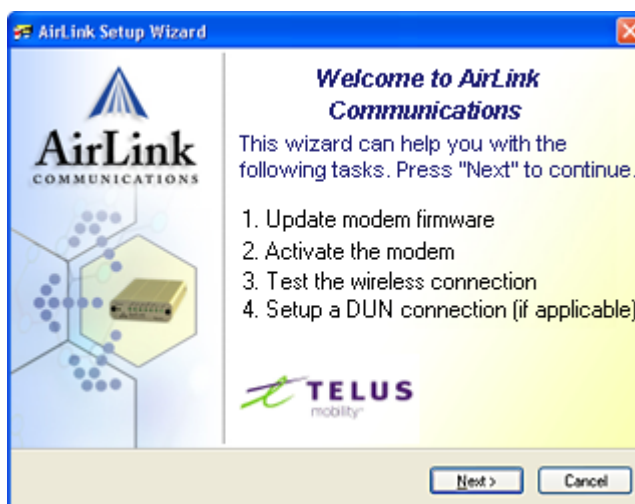 AirLink Setup Wizard
AirLink
COMMUNICATIONS
Welcome to AirLink
Communications
This wizard can help you with the
following tasks. Press "Next" to continue.
1. Update modem firmware
2. Activate the modem
3. Test the wireless connection
4. Setup a DUN connection (if applicable)
TELUS
mobility
Next >
Cancel